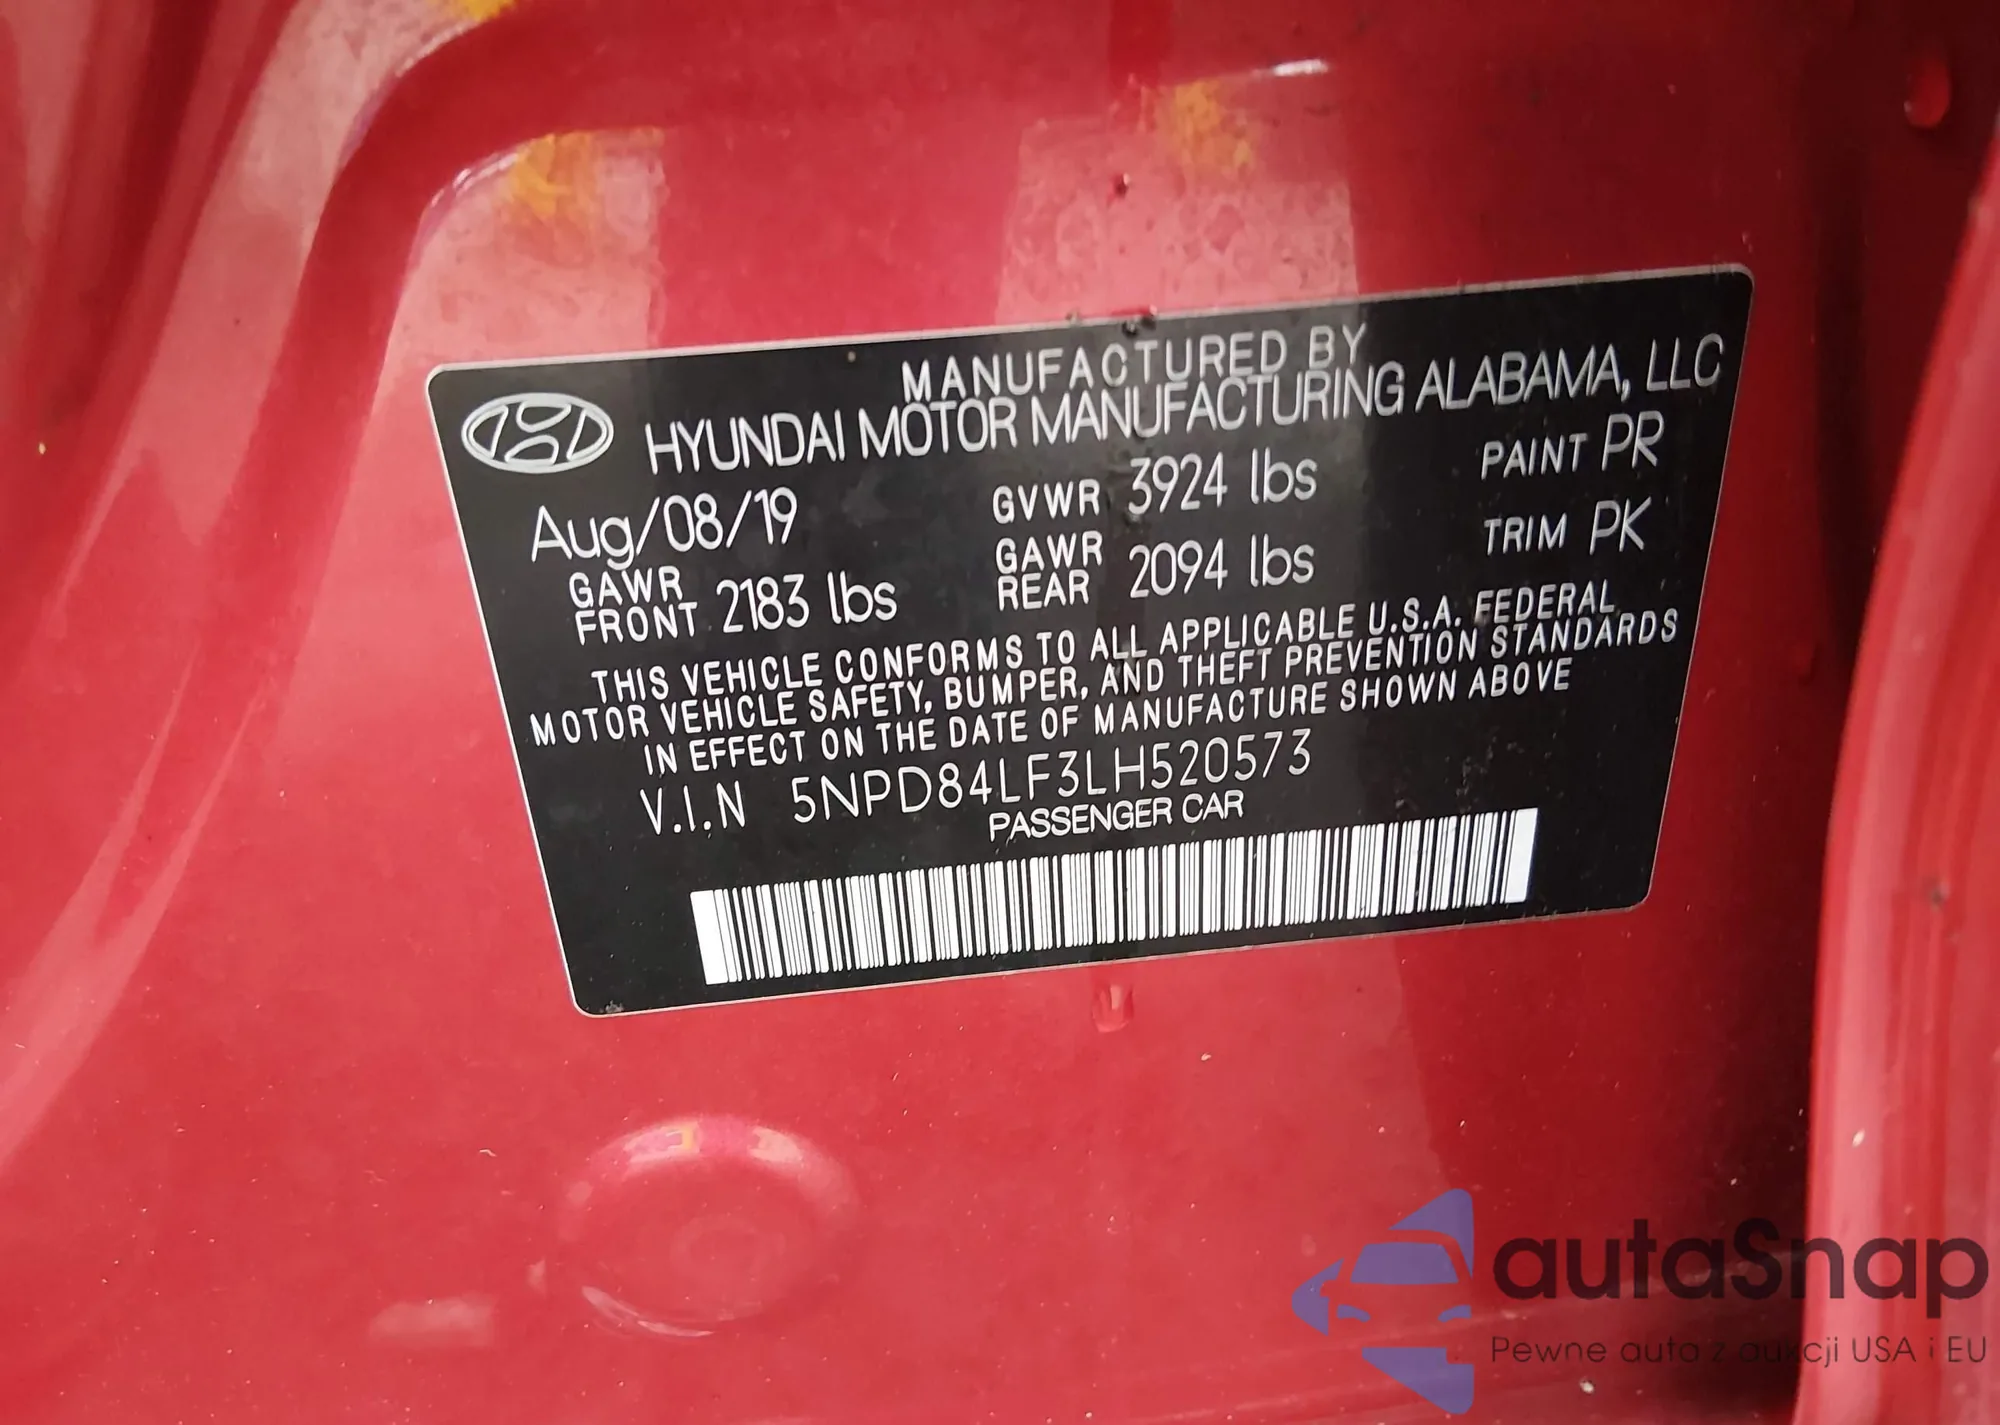 MANUFACTURED BY
HYUNDAI MOTOR MANUFACTURING ALABAMA, LLC
Aug/08/19 GVWR 3924 lbs PAINT PR
GAWR FRONT 2183 lbs GAWR REAR 2094 lbs TRIM PK
THIS VEHICLE CONFORMS TO ALL APPLICABLE U.S.A. FEDERAL
MOTOR VEHICLE SAFETY, BUMPER, AND THEFT PREVENTION STANDARDS
IN EFFECT ON THE DATE OF MANUFACTURE SHOWN ABOVE
V.I.N 5NPD84LF3LH520573
PASSENGER CAR
autaSnap
Pewne auto z aukcji USA i EU